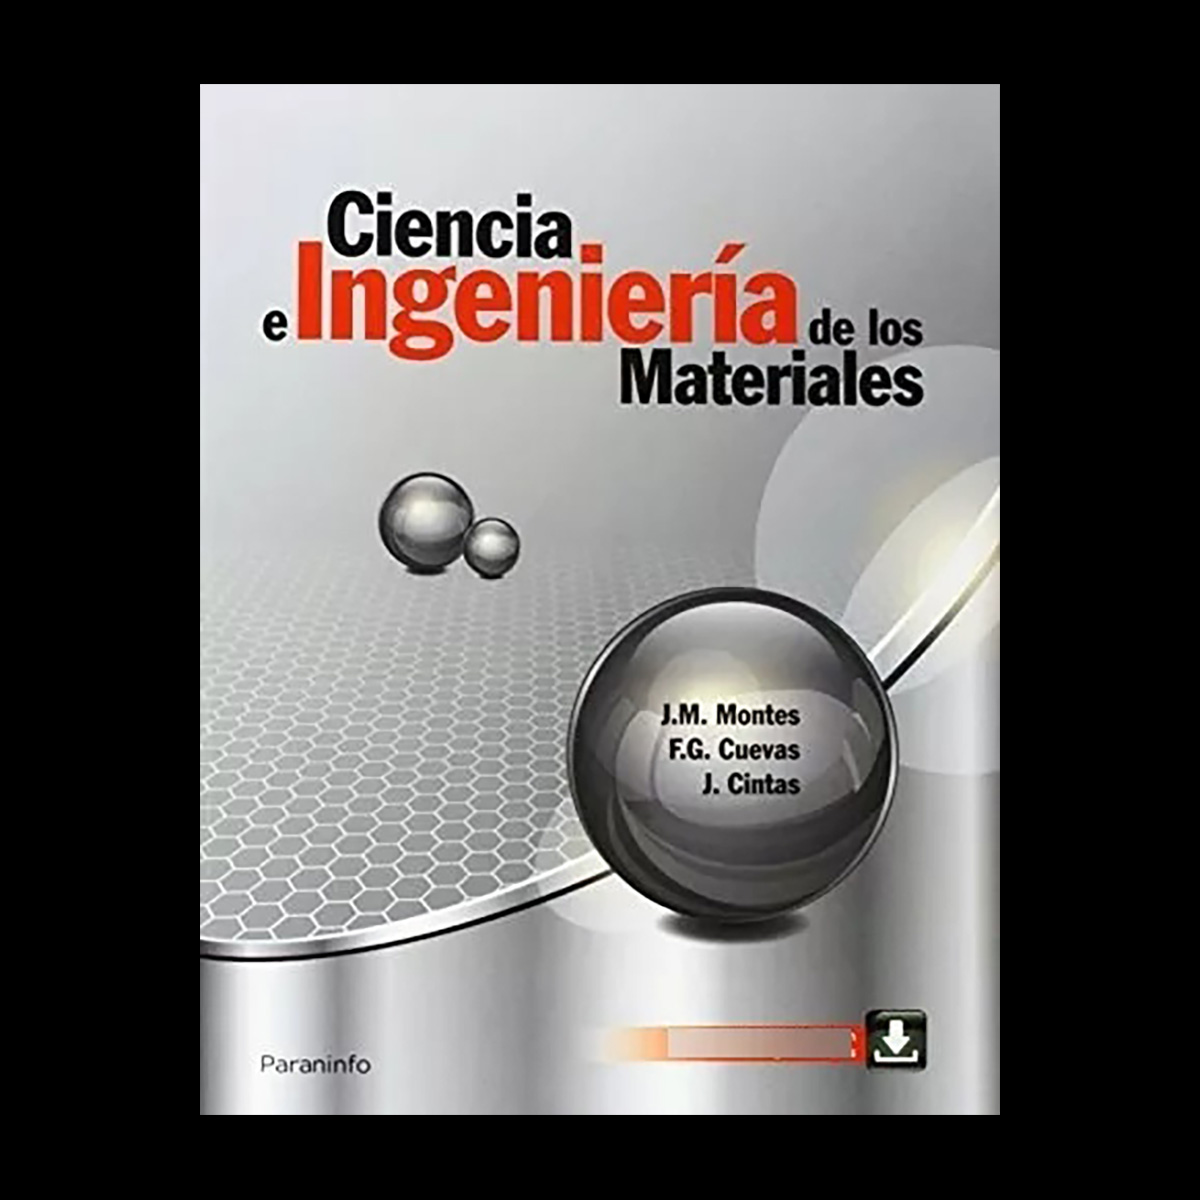 Ciencia
e Ingeniería de los
Materiales
J.M. Montes
F.G. Cuevas
J. Cintas
Paraninfo